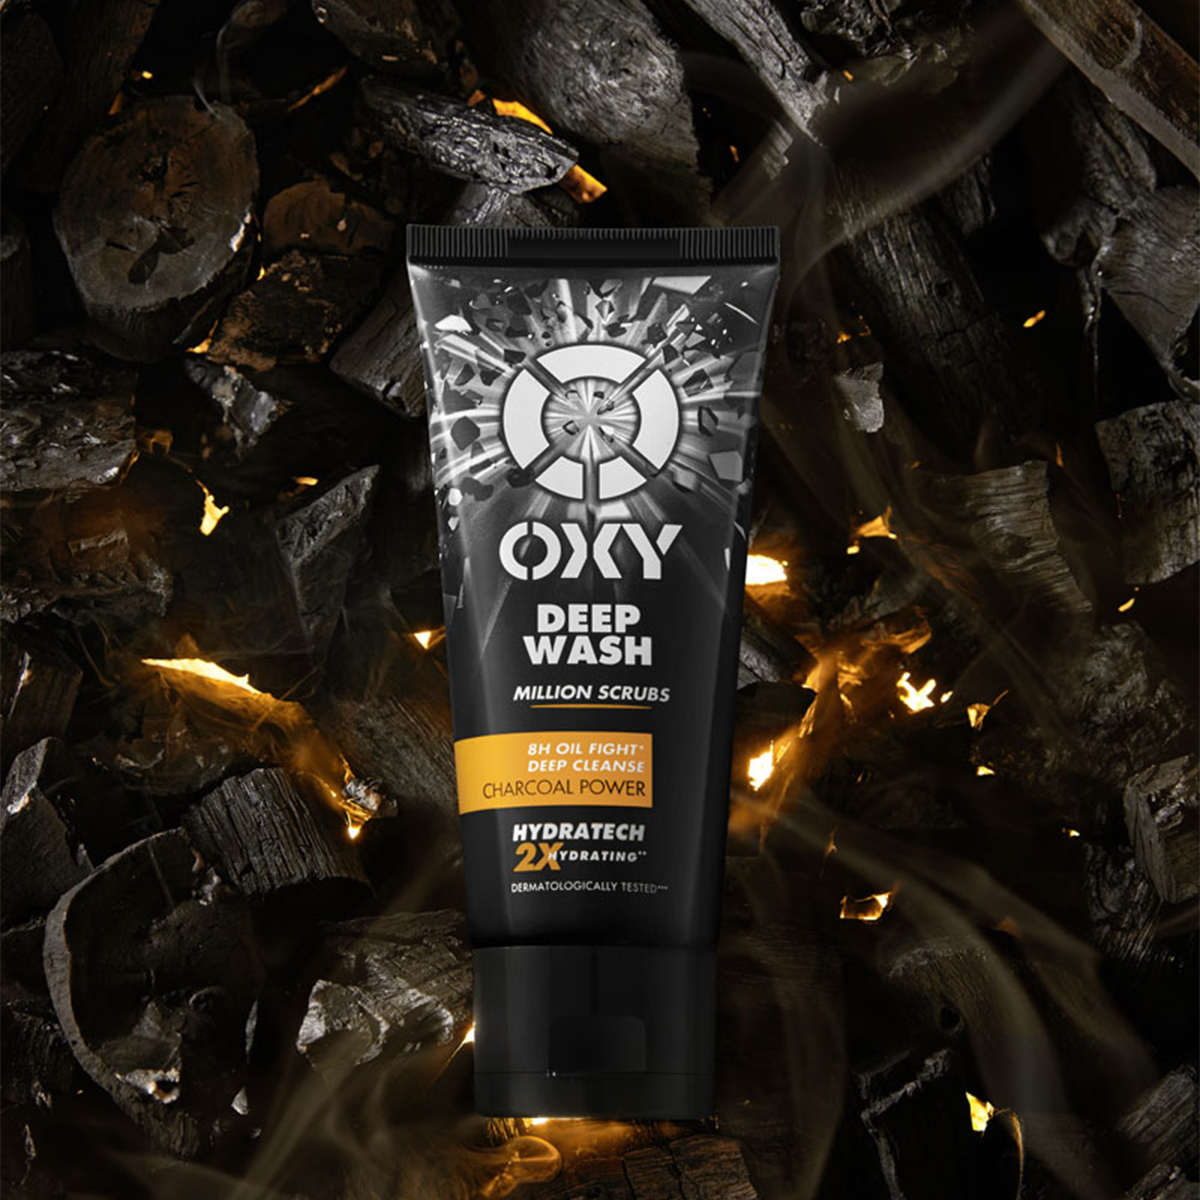 OXY
DEEP
WASH
MILLION SCRUBS
8H OIL FIGHT*
DEEP CLEANSE
CHARCOAL POWER
HYDRATECH
2X HYDRATING**
DERMATOLOGICALLY TESTED***